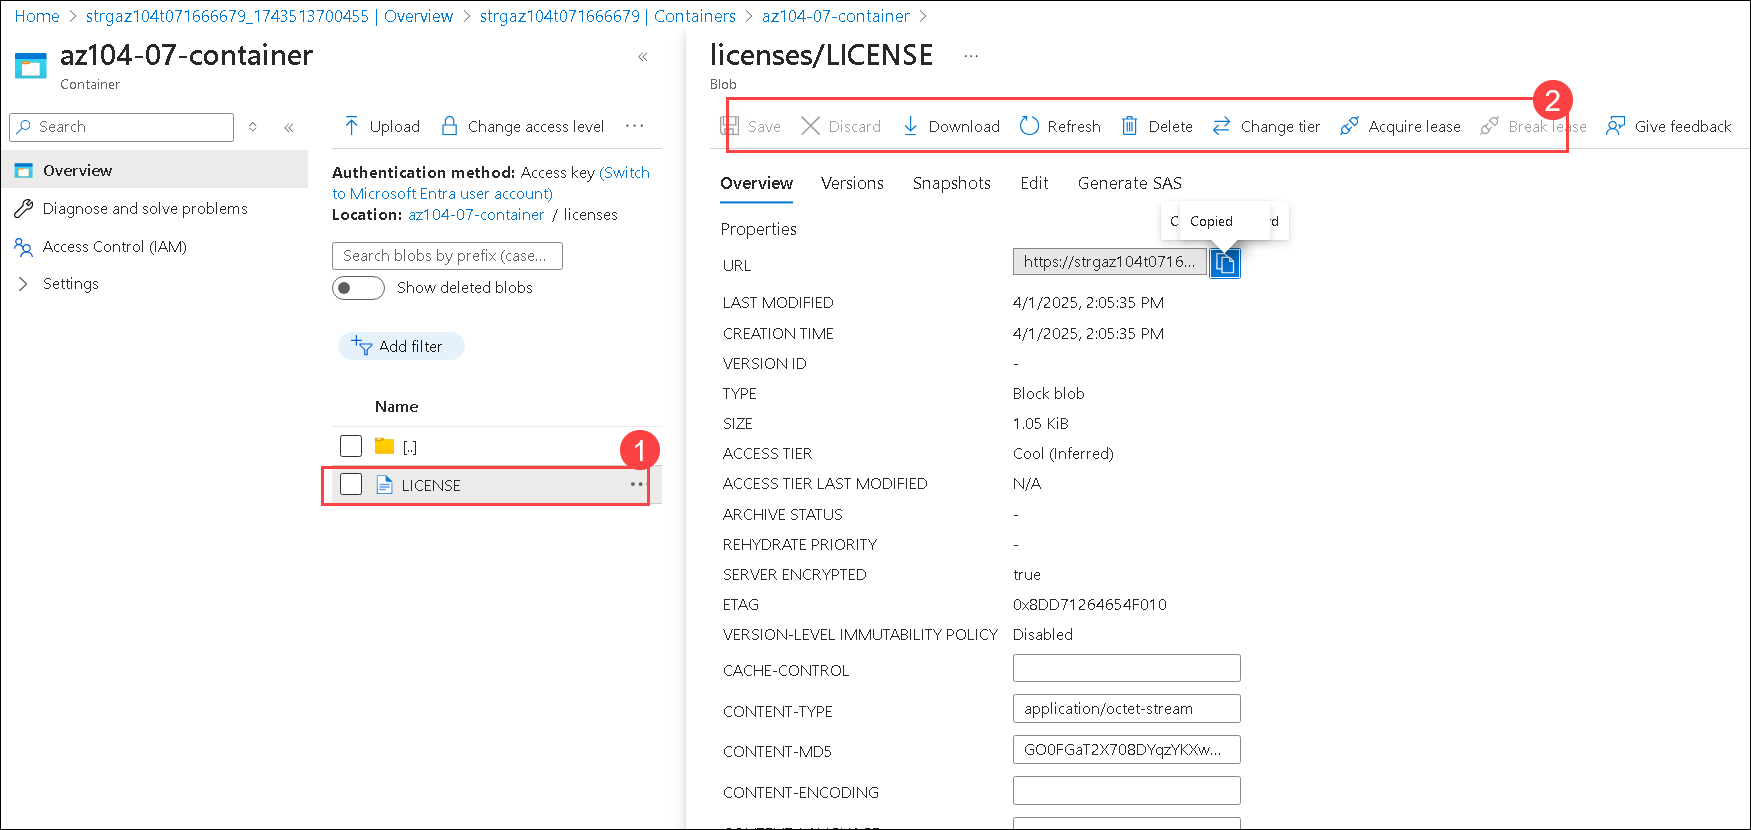 Home > strgaz104t071666679_1743513700455 | Overview > strgaz104t071666679 | Containers > az104-07-container >
az104-07-container
Container
Search
Overview
Diagnose and solve problems
Access Control (IAM)
Settings
Upload Change access level ...
Authentication method: Access key (Switch
to Microsoft Entra user account)
Location: az104-07-container / licenses
Search blobs by prefix (case...
Show deleted blobs
Add filter
Name
[..]
1
LICENSE ...
licenses/LICENSE ...
Blob
2
Save Discard Download Refresh Delete Change tier Acquire lease Break lease Give feedback
Overview Versions Snapshots Edit Generate SAS
C Copied rd
Properties
URL https://strgaz104t0716...
LAST MODIFIED 4/1/2025, 2:05:35 PM
CREATION TIME 4/1/2025, 2:05:35 PM
VERSION ID -
TYPE Block blob
SIZE 1.05 KiB
ACCESS TIER Cool (Inferred)
ACCESS TIER LAST MODIFIED N/A
ARCHIVE STATUS -
REHYDRATE PRIORITY -
SERVER ENCRYPTED true
ETAG 0x8DD71264654F010
VERSION-LEVEL IMMUTABILITY POLICY Disabled
CACHE-CONTROL
CONTENT-TYPE application/octet-stream
CONTENT-MD5 GO0FGaT2X708DYqzYKXw...
CONTENT-ENCODING